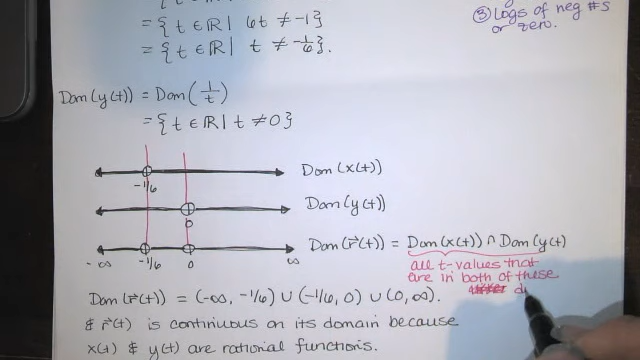 = {t ∈ ℝ | 6t ≠ -1}
= {t ∈ ℝ | t ≠ -1/6}.
③ Logs of neg #s
or zero.
Dom(y(t)) = Dom(1/t)
= {t ∈ ℝ | t ≠ 0}
-1/6
Dom(x(t))
0
Dom(y(t))
-∞ -1/6 0 ∞
Dom(r⃗(t)) = Dom(x(t)) ∩ Dom(y(t)
all t-values that
are in both of these
d
Dom(r⃗(t)) = (-∞, -1/6) ∪ (-1/6, 0) ∪ (0, ∞).
& r⃗(t) is continuous on its domain because
x(t) & y(t) are rational functions.